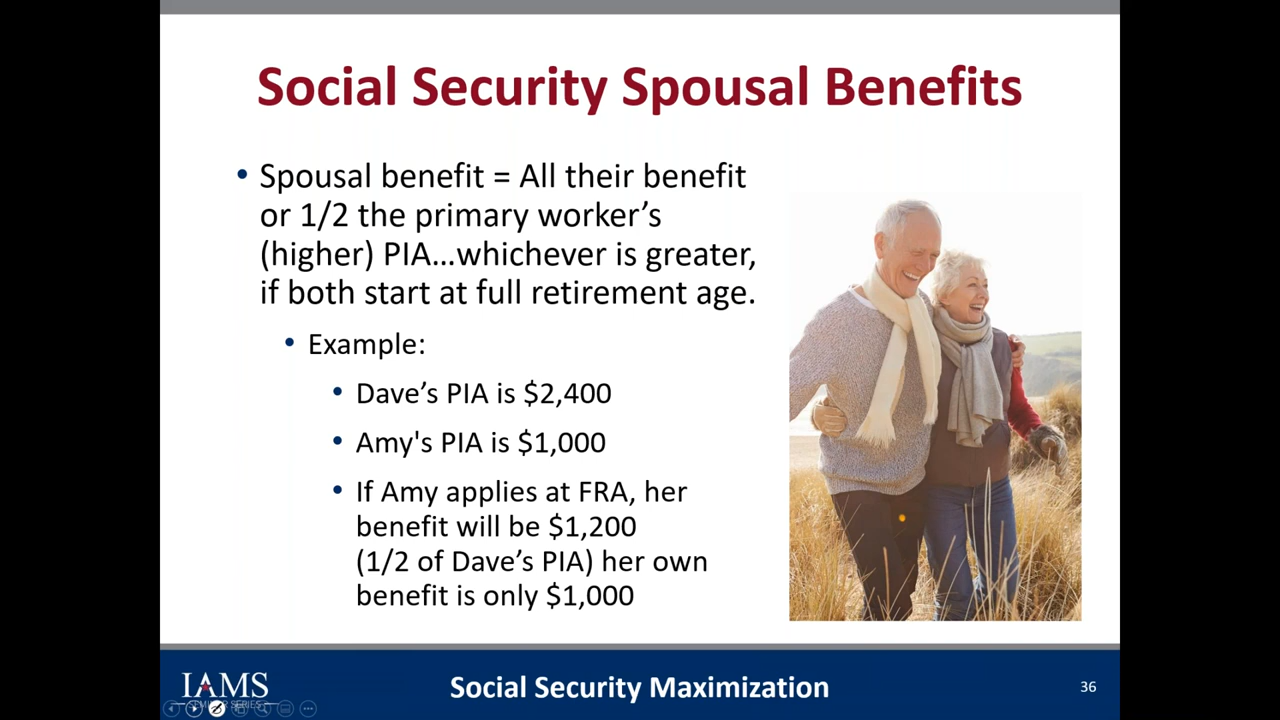 Social Security Spousal Benefits
• Spousal benefit = All their benefit
or 1/2 the primary worker’s
(higher) PIA...whichever is greater,
if both start at full retirement age.
• Example:
• Dave’s PIA is $2,400
• Amy's PIA is $1,000
• If Amy applies at FRA, her
benefit will be $1,200
(1/2 of Dave’s PIA) her own
benefit is only $1,000
IAMS
SERIES
Social Security Maximization
36